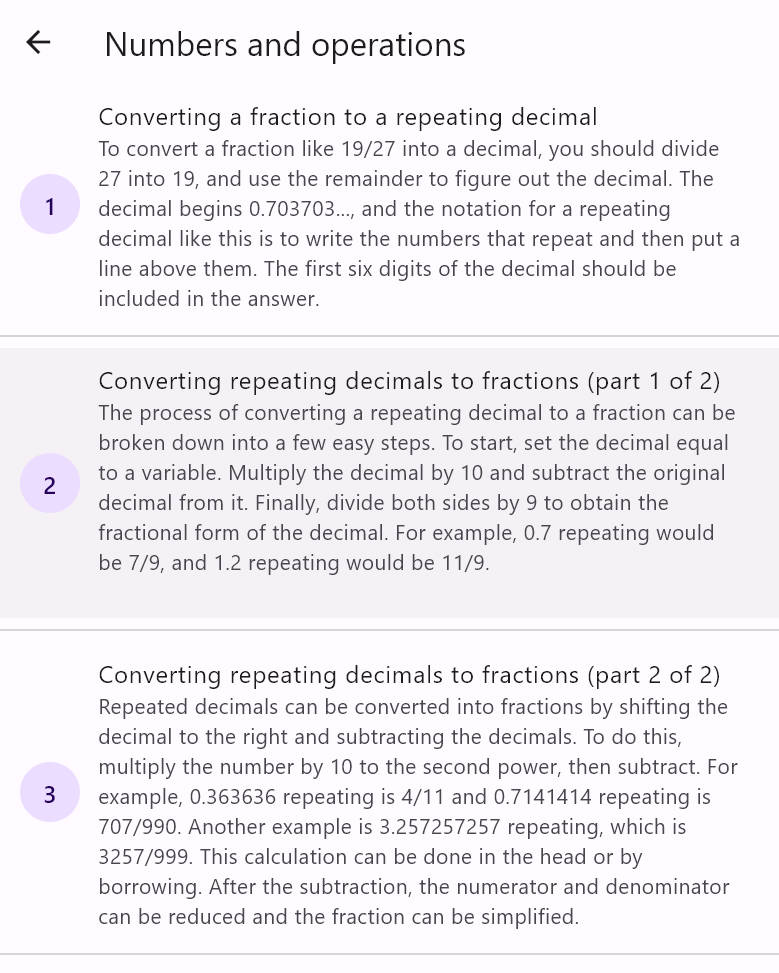 Numbers and operations
Converting a fraction to a repeating decimal
To convert a fraction like 19/27 into a decimal, you should divide
27 into 19, and use the remainder to figure out the decimal. The
1
decimal begins 0.703703..., and the notation for a repeating
decimal like this is to write the numbers that repeat and then put a
line above them. The first six digits of the decimal should be
included in the answer.
Converting repeating decimals to fractions (part 1 of 2)
The process of converting a repeating decimal to a fraction can be
broken down into a few easy steps. To start, set the decimal equal
to a variable. Multiply the decimal by 10 and subtract the original
2
decimal from it. Finally, divide both sides by 9 to obtain the
fractional form of the decimal. For example, 0.7 repeating would
be 7/9, and 1.2 repeating would be 11/9.
Converting repeating decimals to fractions (part 2 of 2)
Repeated decimals can be converted into fractions by shifting the
decimal to the right and subtracting the decimals. To do this,
multiply the number by 10 to the second power, then subtract. For
3
example, 0.363636 repeating is 4/11 and 0.7141414 repeating is
707/990. Another example is 3.257257257 repeating, which is
3257/999. This calculation can be done in the head or by
borrowing. After the subtraction, the numerator and denominator
can be reduced and the fraction can be simplified.